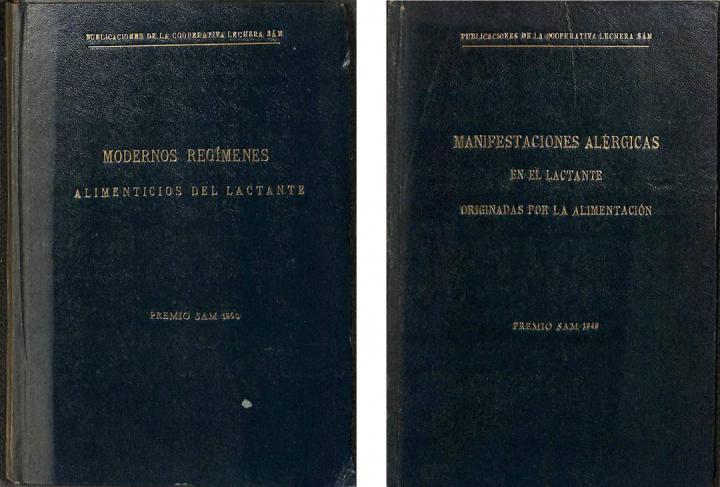 PUBLICACIONES DE LA COOPERATIVA LECHERA SAM
MODERNOS REGÍMENES
ALIMENTICIOS DEL LACTANTE
PREMIO SAM
PUBLICACIONES DE LA COOPERATIVA LECHERA SAM
MANIFESTACIONES ALÉRGICAS
EN EL LACTANTE
ORIGINADAS POR LA ALIMENTACIÓN
PREMIO SAM 1949